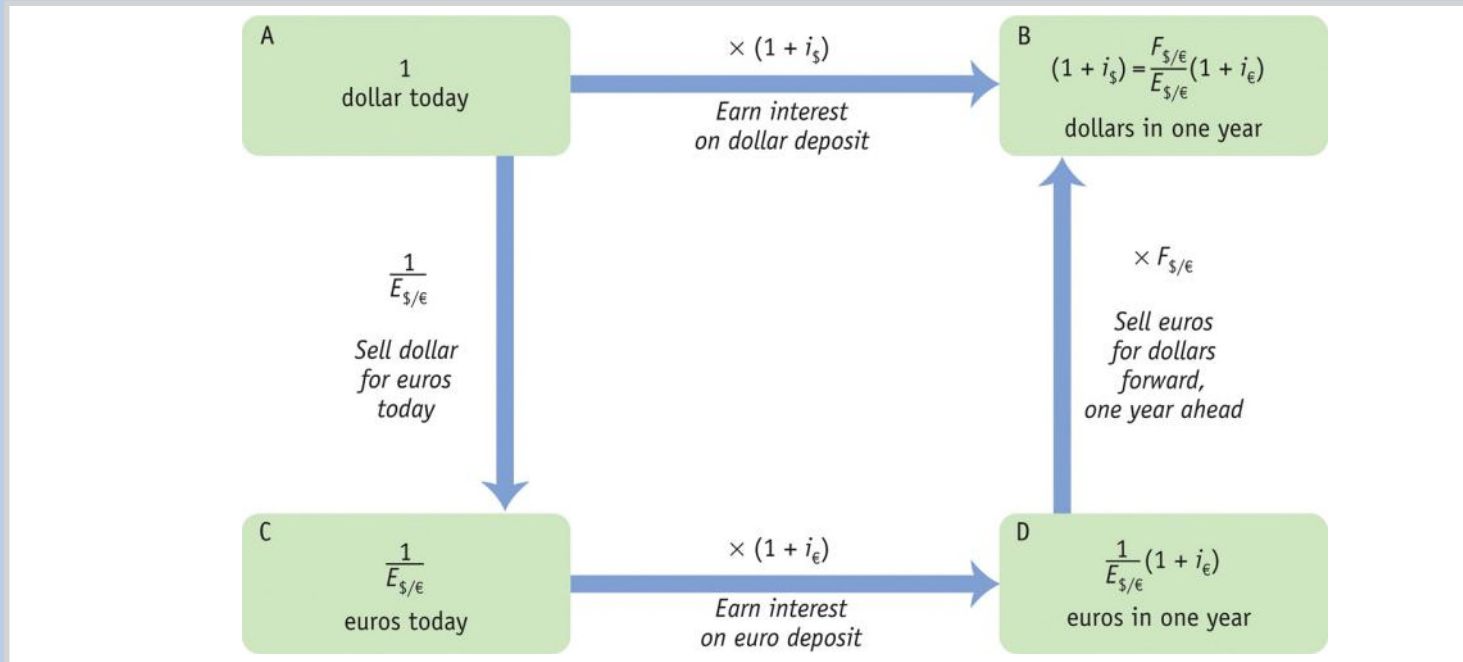 A
1
dollar today
× (1 + i$)
Earn interest
on dollar deposit
B
(1 + i$) = F$/€ / E$/€ (1 + i€)
dollars in one year
1 / E$/€
Sell dollar
for euros
today
× F$/€
Sell euros
for dollars
forward,
one year ahead
C
1 / E$/€
euros today
× (1 + i€)
Earn interest
on euro deposit
D
1 / E$/€ (1 + i€)
euros in one year